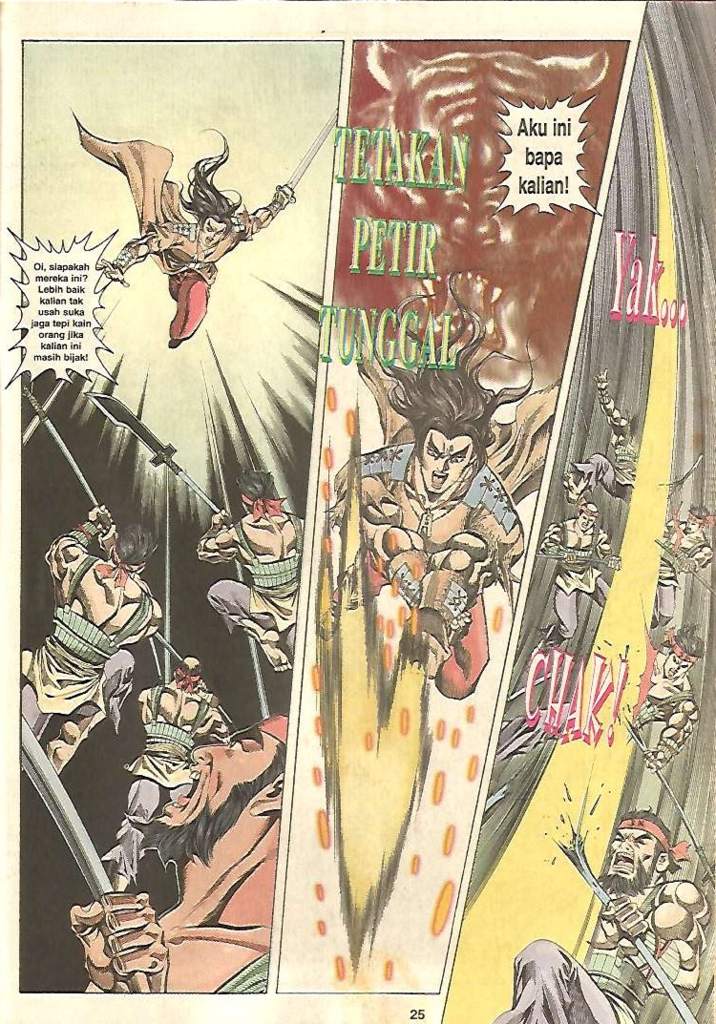 Oi, siapakah
mereka ini?
Lebih baik
kalian tak
usah suka
jaga tepi kain
orang jika
kalian ini
masih bijak!
TETAKAN
PETIR
TUNGGAL
Aku ini
bapa
kalian!
Yak...
CHAK!
25